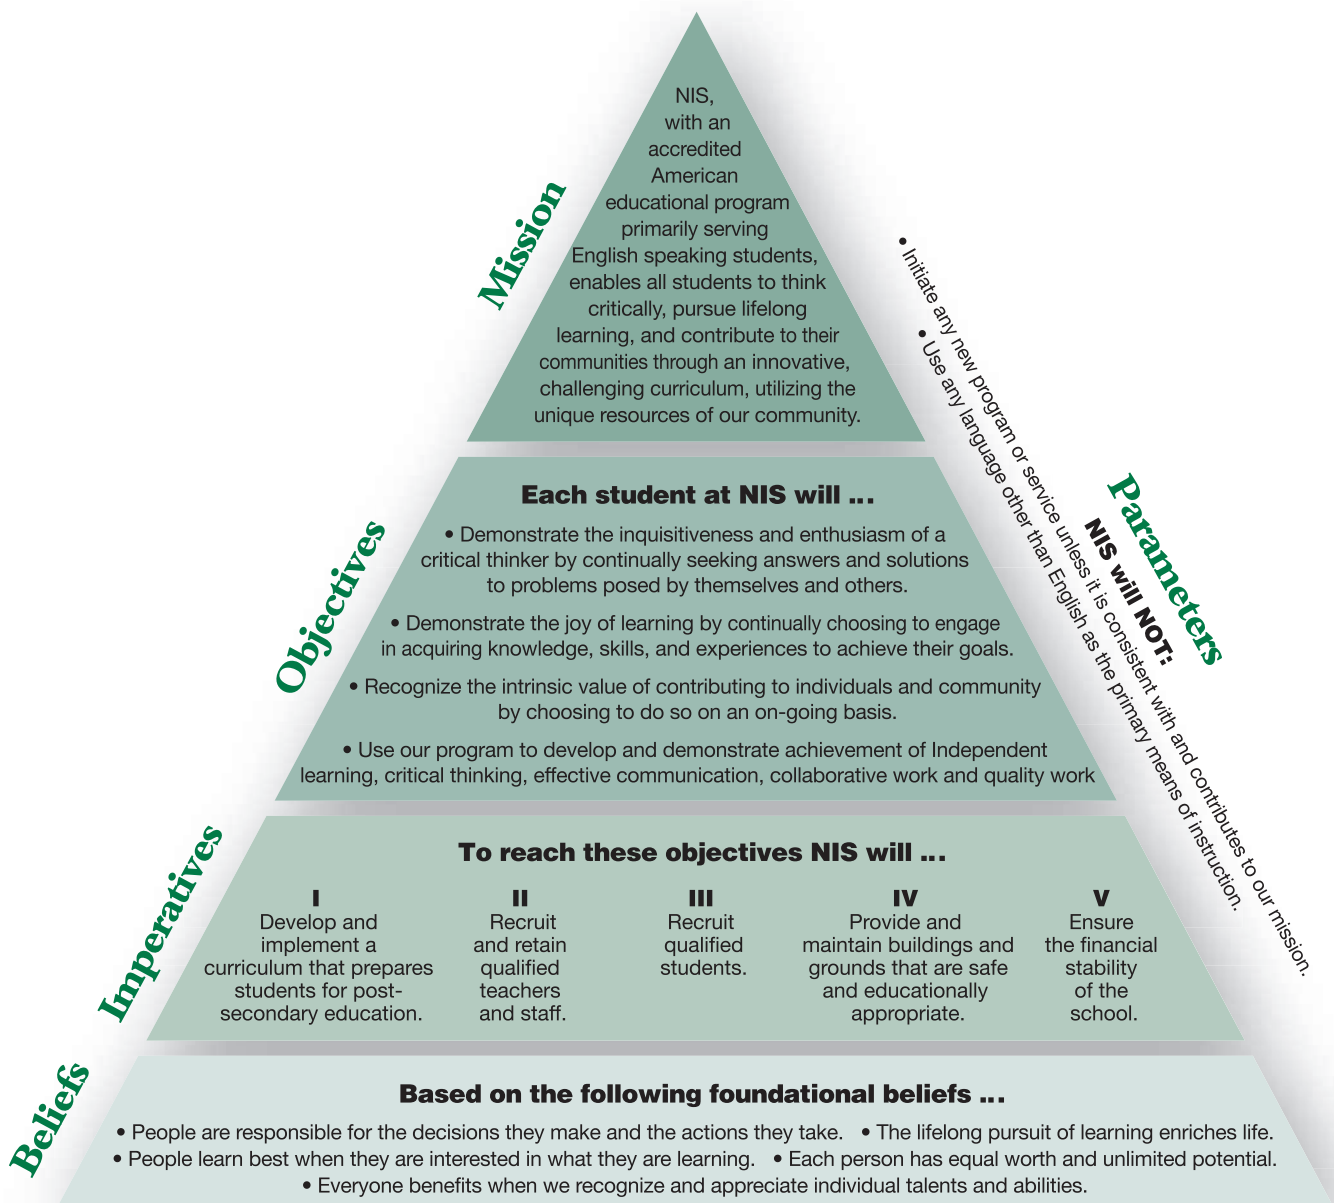 Mission
NIS,
with an
accredited
American
educational program
primarily serving
English speaking students,
enables all students to think
critically, pursue lifelong
learning, and contribute to their
communities through an innovative,
challenging curriculum, utilizing the
unique resources of our community.
Objectives
Each student at NIS will ...
• Demonstrate the inquisitiveness and enthusiasm of a
critical thinker by continually seeking answers and solutions
to problems posed by themselves and others.
• Demonstrate the joy of learning by continually choosing to engage
in acquiring knowledge, skills, and experiences to achieve their goals.
• Recognize the intrinsic value of contributing to individuals and community
by choosing to do so on an on-going basis.
• Use our program to develop and demonstrate achievement of Independent
learning, critical thinking, effective communication, collaborative work and quality work
Parameters
NIS will NOT:
• Initiate any new program or service unless it is consistent with and contributes to our mission.
• Use any language other than English as the primary means of instruction.
Imperatives
To reach these objectives NIS will ...
I
Develop and
implement a
curriculum that prepares
students for post-
secondary education.
II
Recruit
and retain
qualified
teachers
and staff.
III
Recruit
qualified
students.
IV
Provide and
maintain buildings and
grounds that are safe
and educationally
appropriate.
V
Ensure
the financial
stability
of the
school.
Beliefs
Based on the following foundational beliefs ...
• People are responsible for the decisions they make and the actions they take. • The lifelong pursuit of learning enriches life.
• People learn best when they are interested in what they are learning. • Each person has equal worth and unlimited potential.
• Everyone benefits when we recognize and appreciate individual talents and abilities.